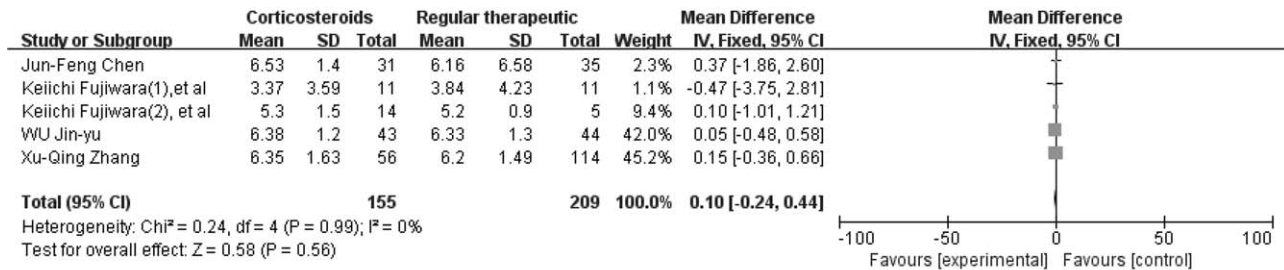 Corticosteroids Regular therapeutic Mean Difference Mean Difference
Study or Subgroup Mean SD Total Mean SD Total Weight IV, Fixed, 95% CI IV, Fixed, 95% CI
Jun-Feng Chen 6.53 1.4 31 6.16 6.58 35 2.3% 0.37 [-1.86, 2.60]
Keiichi Fujiwara(1),et al 3.37 3.59 11 3.84 4.23 11 1.1% -0.47 [-3.75, 2.81]
Keiichi Fujiwara(2), et al 5.3 1.5 14 5.2 0.9 5 9.4% 0.10 [-1.01, 1.21]
WU Jin-yu 6.38 1.2 43 6.33 1.3 44 42.0% 0.05 [-0.48, 0.58]
Xu-Qing Zhang 6.35 1.63 56 6.2 1.49 114 45.2% 0.15 [-0.36, 0.66]
Total (95% CI) 155 209 100.0% 0.10 [-0.24, 0.44]
Heterogeneity: Chi² = 0.24, df = 4 (P = 0.99); I² = 0%
Test for overall effect: Z = 0.58 (P = 0.56)
-100 -50 0 50 100
Favours [experimental] Favours [control]